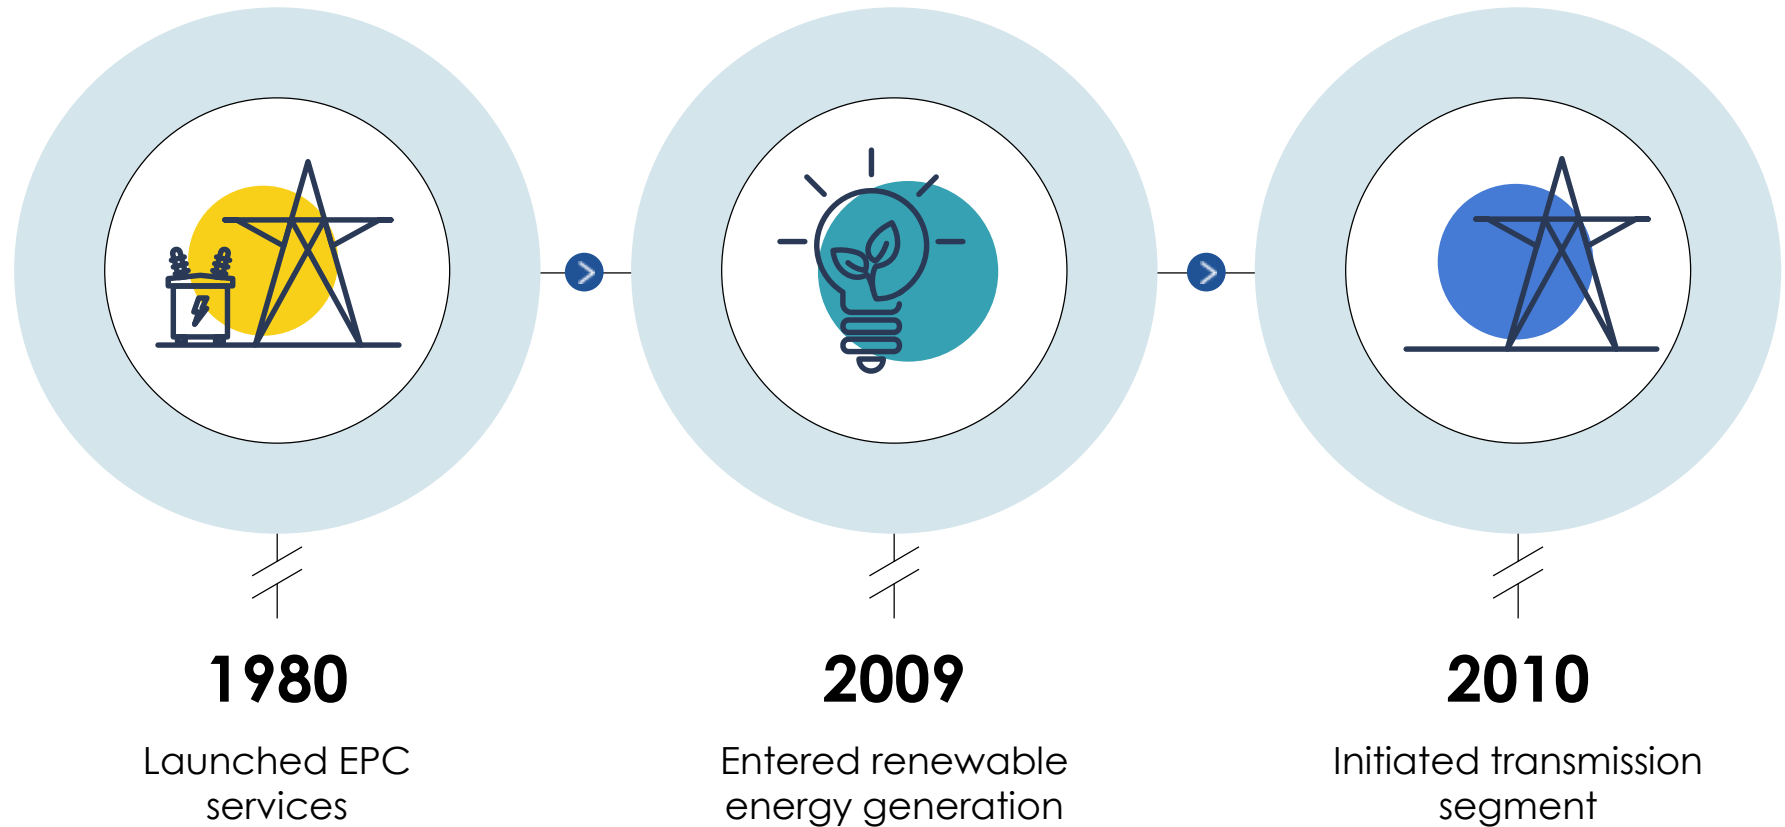 1980
Launched EPC
services
2009
Entered renewable
energy generation
2010
Initiated transmission
segment